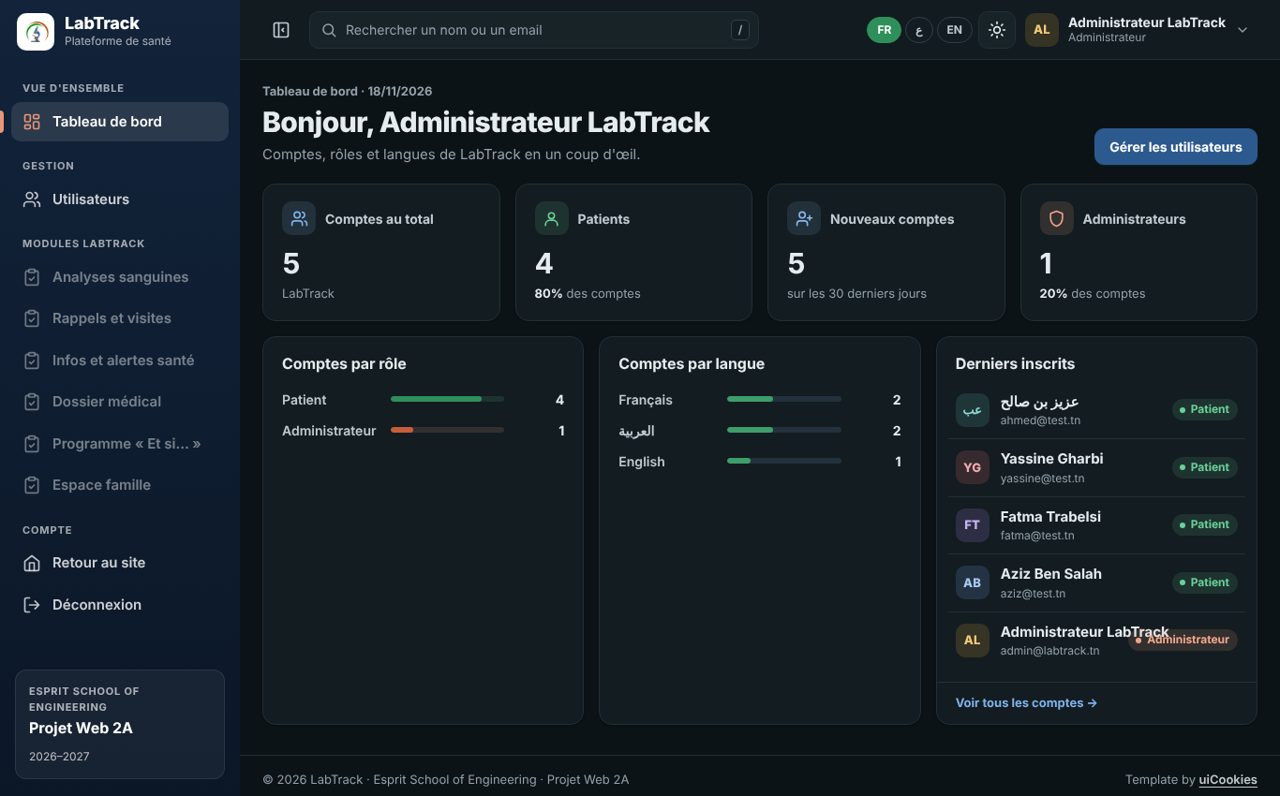 LabTrack
Plateforme de santé
VUE D'ENSEMBLE
Tableau de bord
GESTION
Utilisateurs
MODULES LABTRACK
Analyses sanguines
Rappels et visites
Infos et alertes santé
Dossier médical
Programme « Et si… »
Espace famille
COMPTE
Retour au site
Déconnexion
ESPRIT SCHOOL OF
ENGINEERING
Projet Web 2A
2026–2027
Rechercher un nom ou un email
/
FR
ع
EN
AL
Administrateur LabTrack
Administrateur
Tableau de bord · 18/11/2026
Bonjour, Administrateur LabTrack
Comptes, rôles et langues de LabTrack en un coup d'œil.
Gérer les utilisateurs
Comptes au total
5
LabTrack
Patients
4
80% des comptes
Nouveaux comptes
5
sur les 30 derniers jours
Administrateurs
1
20% des comptes
Comptes par rôle
Patient 4
Administrateur 1
Comptes par langue
Français 2
العربية 2
English 1
Derniers inscrits
عب
عزيز بن صالح
ahmed@test.tn
Patient
YG
Yassine Gharbi
yassine@test.tn
Patient
FT
Fatma Trabelsi
fatma@test.tn
Patient
AB
Aziz Ben Salah
aziz@test.tn
Patient
AL
Administrateur LabTrack
admin@labtrack.tn
Administrateur
Voir tous les comptes →
© 2026 LabTrack · Esprit School of Engineering · Projet Web 2A
Template by uiCookies